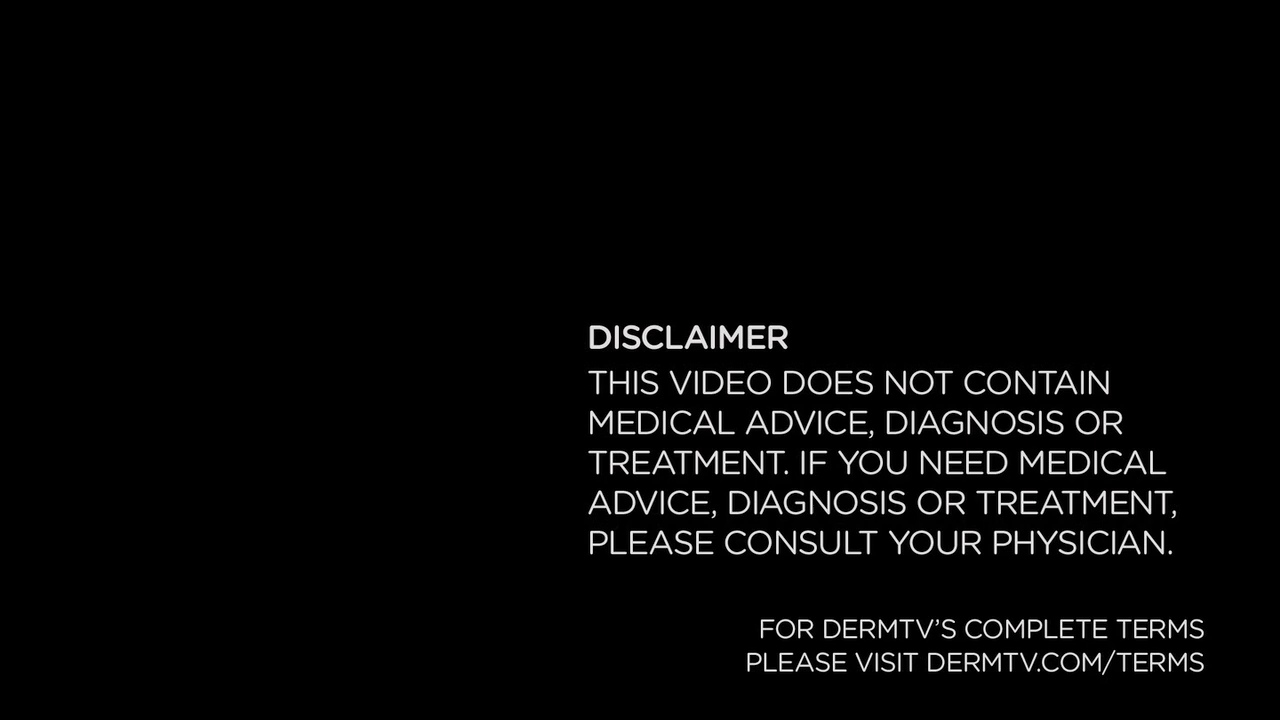 DISCLAIMER
THIS VIDEO DOES NOT CONTAIN
MEDICAL ADVICE, DIAGNOSIS OR
TREATMENT. IF YOU NEED MEDICAL
ADVICE, DIAGNOSIS OR TREATMENT,
PLEASE CONSULT YOUR PHYSICIAN.
FOR DERMTV’S COMPLETE TERMS
PLEASE VISIT DERMTV.COM/TERMS